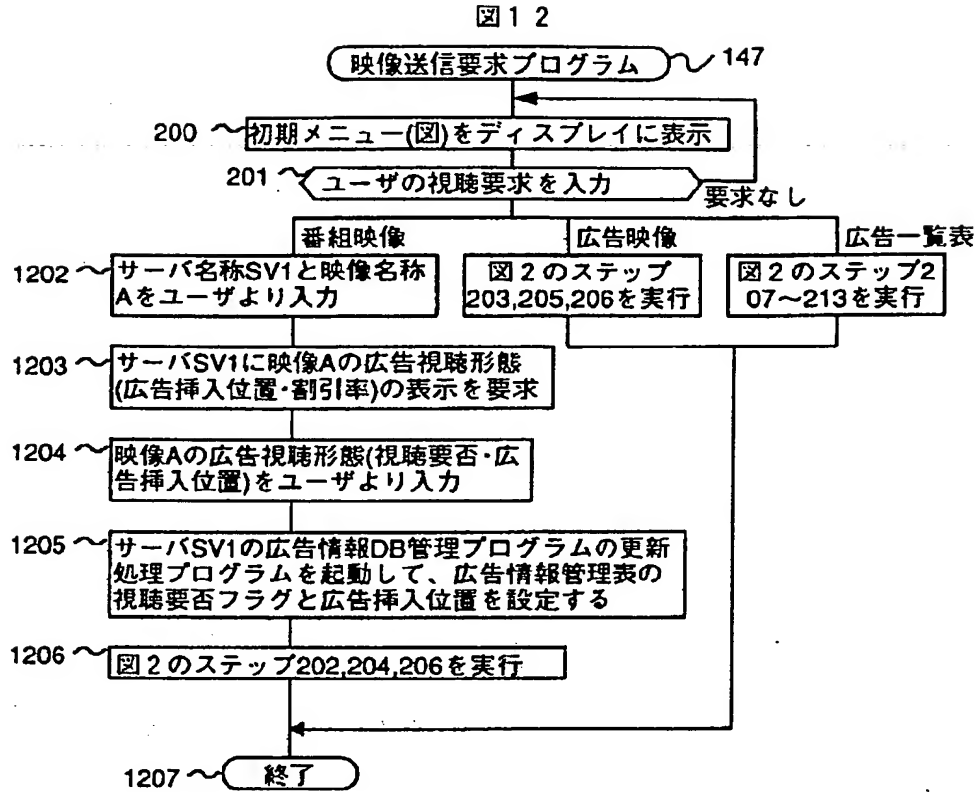 図12
映像送信要求プログラム
147
200
初期メニュー(図)をディスプレイに表示
201
ユーザの視聴要求を入力
要求なし
番組映像
広告映像
広告一覧表
1202
サーバ名称SV1と映像名称
Aをユーザより入力
図2のステップ
203,205,206を実行
図2のステップ2
07〜213を実行
1203
サーバSV1に映像Aの広告視聴形態
(広告挿入位置・割引率)の表示を要求
1204
映像Aの広告視聴形態(視聴要否・広
告挿入位置)をユーザより入力
1205
サーバSV1の広告情報DB管理プログラムの更新
処理プログラムを起動して、広告情報管理表の
視聴要否フラグと広告挿入位置を設定する
1206
図2のステップ202,204,206を実行
1207
終了